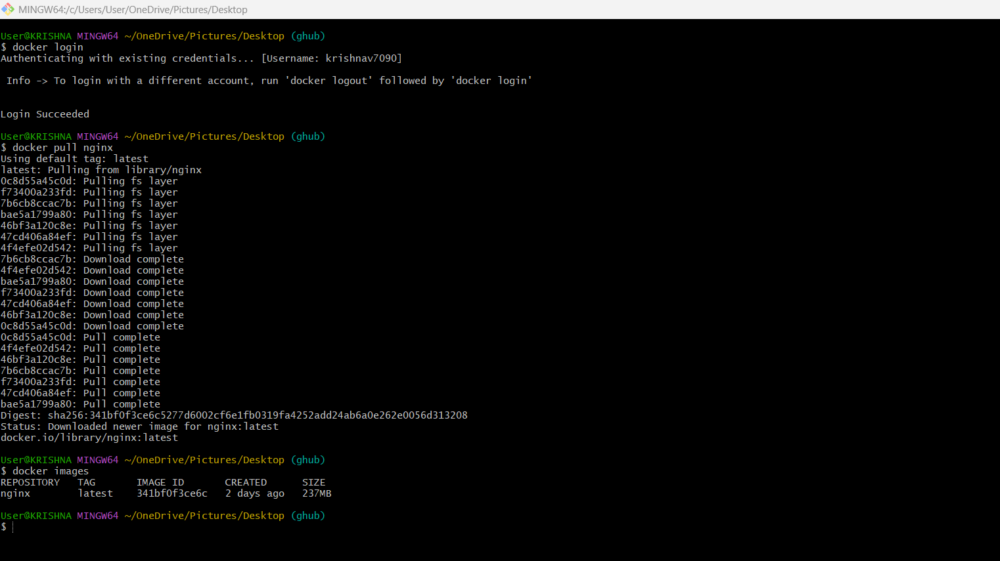 MINGW64:/c/Users/User/OneDrive/Pictures/Desktop
User@KRISHNA MINGW64 ~/OneDrive/Pictures/Desktop (ghub)
$ docker login
Authenticating with existing credentials... [Username: krishnav7090]
Info -> To login with a different account, run 'docker logout' followed by 'docker login'
Login Succeeded
User@KRISHNA MINGW64 ~/OneDrive/Pictures/Desktop (ghub)
$ docker pull nginx
Using default tag: latest
latest: Pulling from library/nginx
0c8d55a45c0d: Pulling fs layer
f73400a233fd: Pulling fs layer
7b6cb8ccac7b: Pulling fs layer
bae5a1799a80: Pulling fs layer
46bf3a120c8e: Pulling fs layer
47cd406a84ef: Pulling fs layer
4f4efe02d542: Pulling fs layer
7b6cb8ccac7b: Download complete
4f4efe02d542: Download complete
bae5a1799a80: Download complete
f73400a233fd: Download complete
47cd406a84ef: Download complete
46bf3a120c8e: Download complete
0c8d55a45c0d: Download complete
0c8d55a45c0d: Pull complete
4f4efe02d542: Pull complete
46bf3a120c8e: Pull complete
7b6cb8ccac7b: Pull complete
f73400a233fd: Pull complete
47cd406a84ef: Pull complete
bae5a1799a80: Pull complete
Digest: sha256:341bf0f3ce6c5277d6002cf6e1fb0319fa4252add24ab6a0e262e0056d313208
Status: Downloaded newer image for nginx:latest
docker.io/library/nginx:latest
User@KRISHNA MINGW64 ~/OneDrive/Pictures/Desktop (ghub)
$ docker images
REPOSITORY   TAG       IMAGE ID       CREATED      SIZE
nginx        latest    341bf0f3ce6c   2 days ago   237MB
User@KRISHNA MINGW64 ~/OneDrive/Pictures/Desktop (ghub)
$